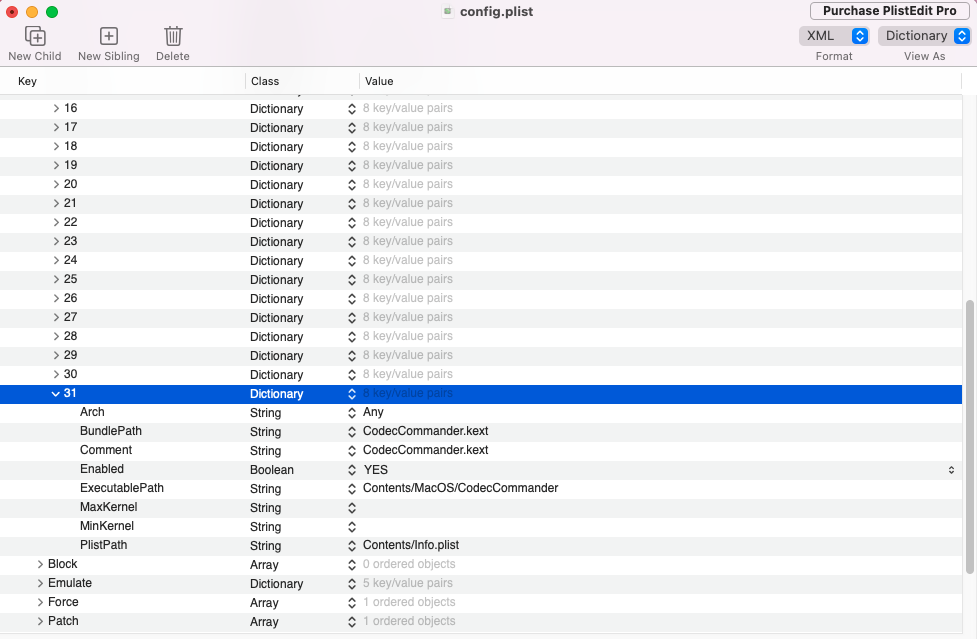 config.plist
Purchase PlistEdit Pro
New Child New Sibling Delete
XML Dictionary
Format View As
Key Class Value
16 Dictionary 8 key/value pairs
17 Dictionary 8 key/value pairs
18 Dictionary 8 key/value pairs
19 Dictionary 8 key/value pairs
20 Dictionary 8 key/value pairs
21 Dictionary 8 key/value pairs
22 Dictionary 8 key/value pairs
23 Dictionary 8 key/value pairs
24 Dictionary 8 key/value pairs
25 Dictionary 8 key/value pairs
26 Dictionary 8 key/value pairs
27 Dictionary 8 key/value pairs
28 Dictionary 8 key/value pairs
29 Dictionary 8 key/value pairs
30 Dictionary 8 key/value pairs
31 Dictionary 8 key/value pairs
Arch String Any
BundlePath String CodecCommander.kext
Comment String CodecCommander.kext
Enabled Boolean YES
ExecutablePath String Contents/MacOS/CodecCommander
MaxKernel String
MinKernel String
PlistPath String Contents/Info.plist
Block Array 0 ordered objects
Emulate Dictionary 5 key/value pairs
Force Array 1 ordered objects
Patch Array 1 ordered objects